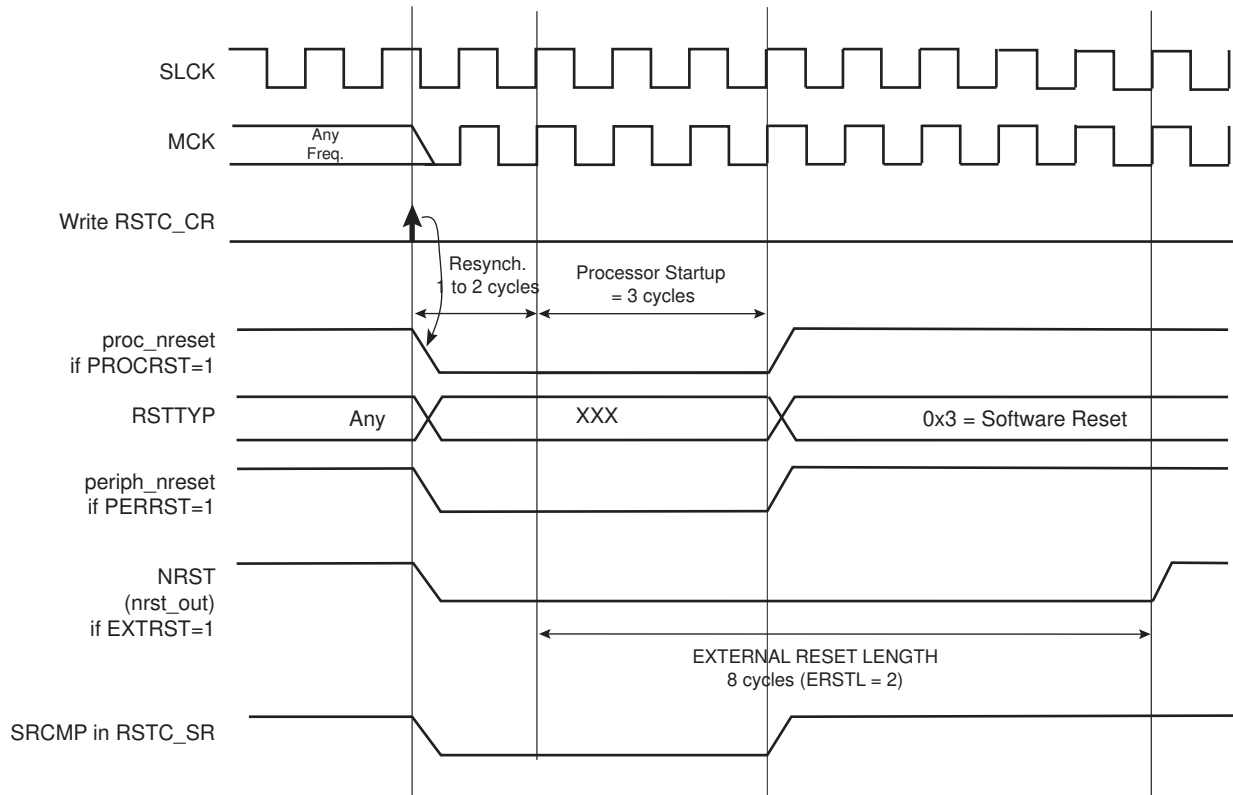 SLCK
MCK
Any
Freq.
Write RSTC_CR
Resynch.
1 to 2 cycles
Processor Startup
= 3 cycles
proc_nreset
if PROCRST=1
RSTTYP
Any
XXX
0x3 = Software Reset
periph_nreset
if PERRST=1
NRST
(nrst_out)
if EXTRST=1
EXTERNAL RESET LENGTH
8 cycles (ERSTL = 2)
SRCMP in RSTC_SR